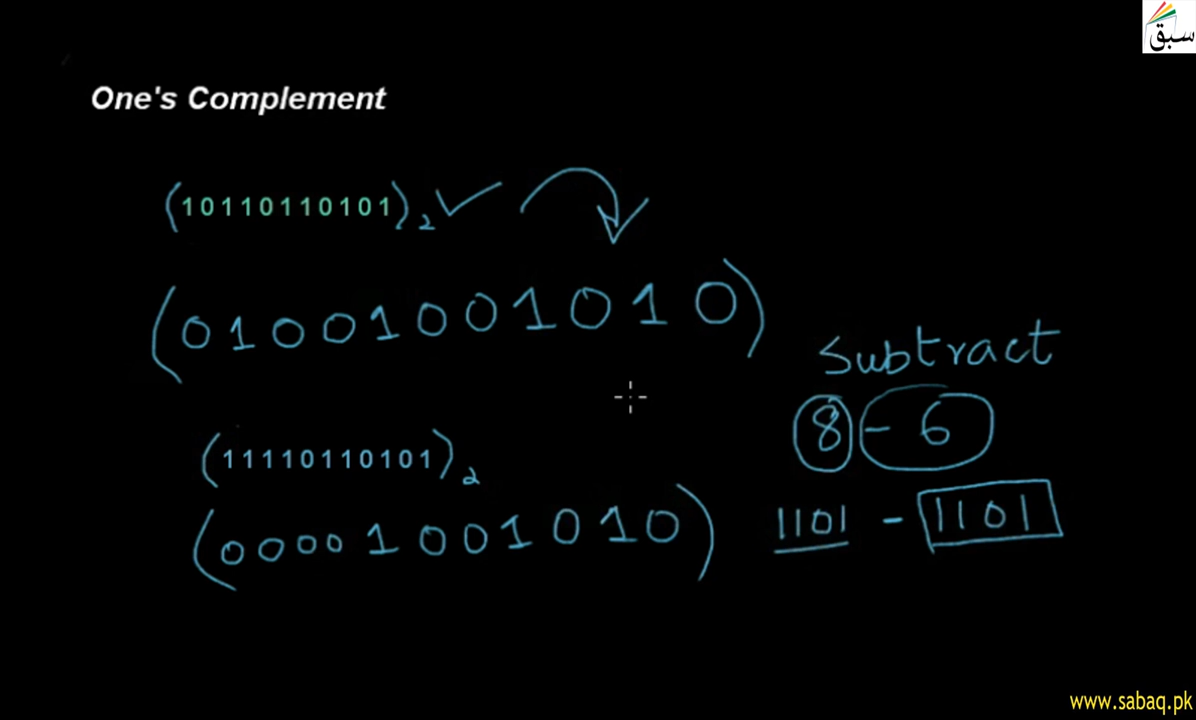 سبق
One's Complement
(10110110101)₂
(01001001010)
Subtract
8 - 6
(11110110101)₂
(00001001010)
1101 - 1101
www.sabaq.pk